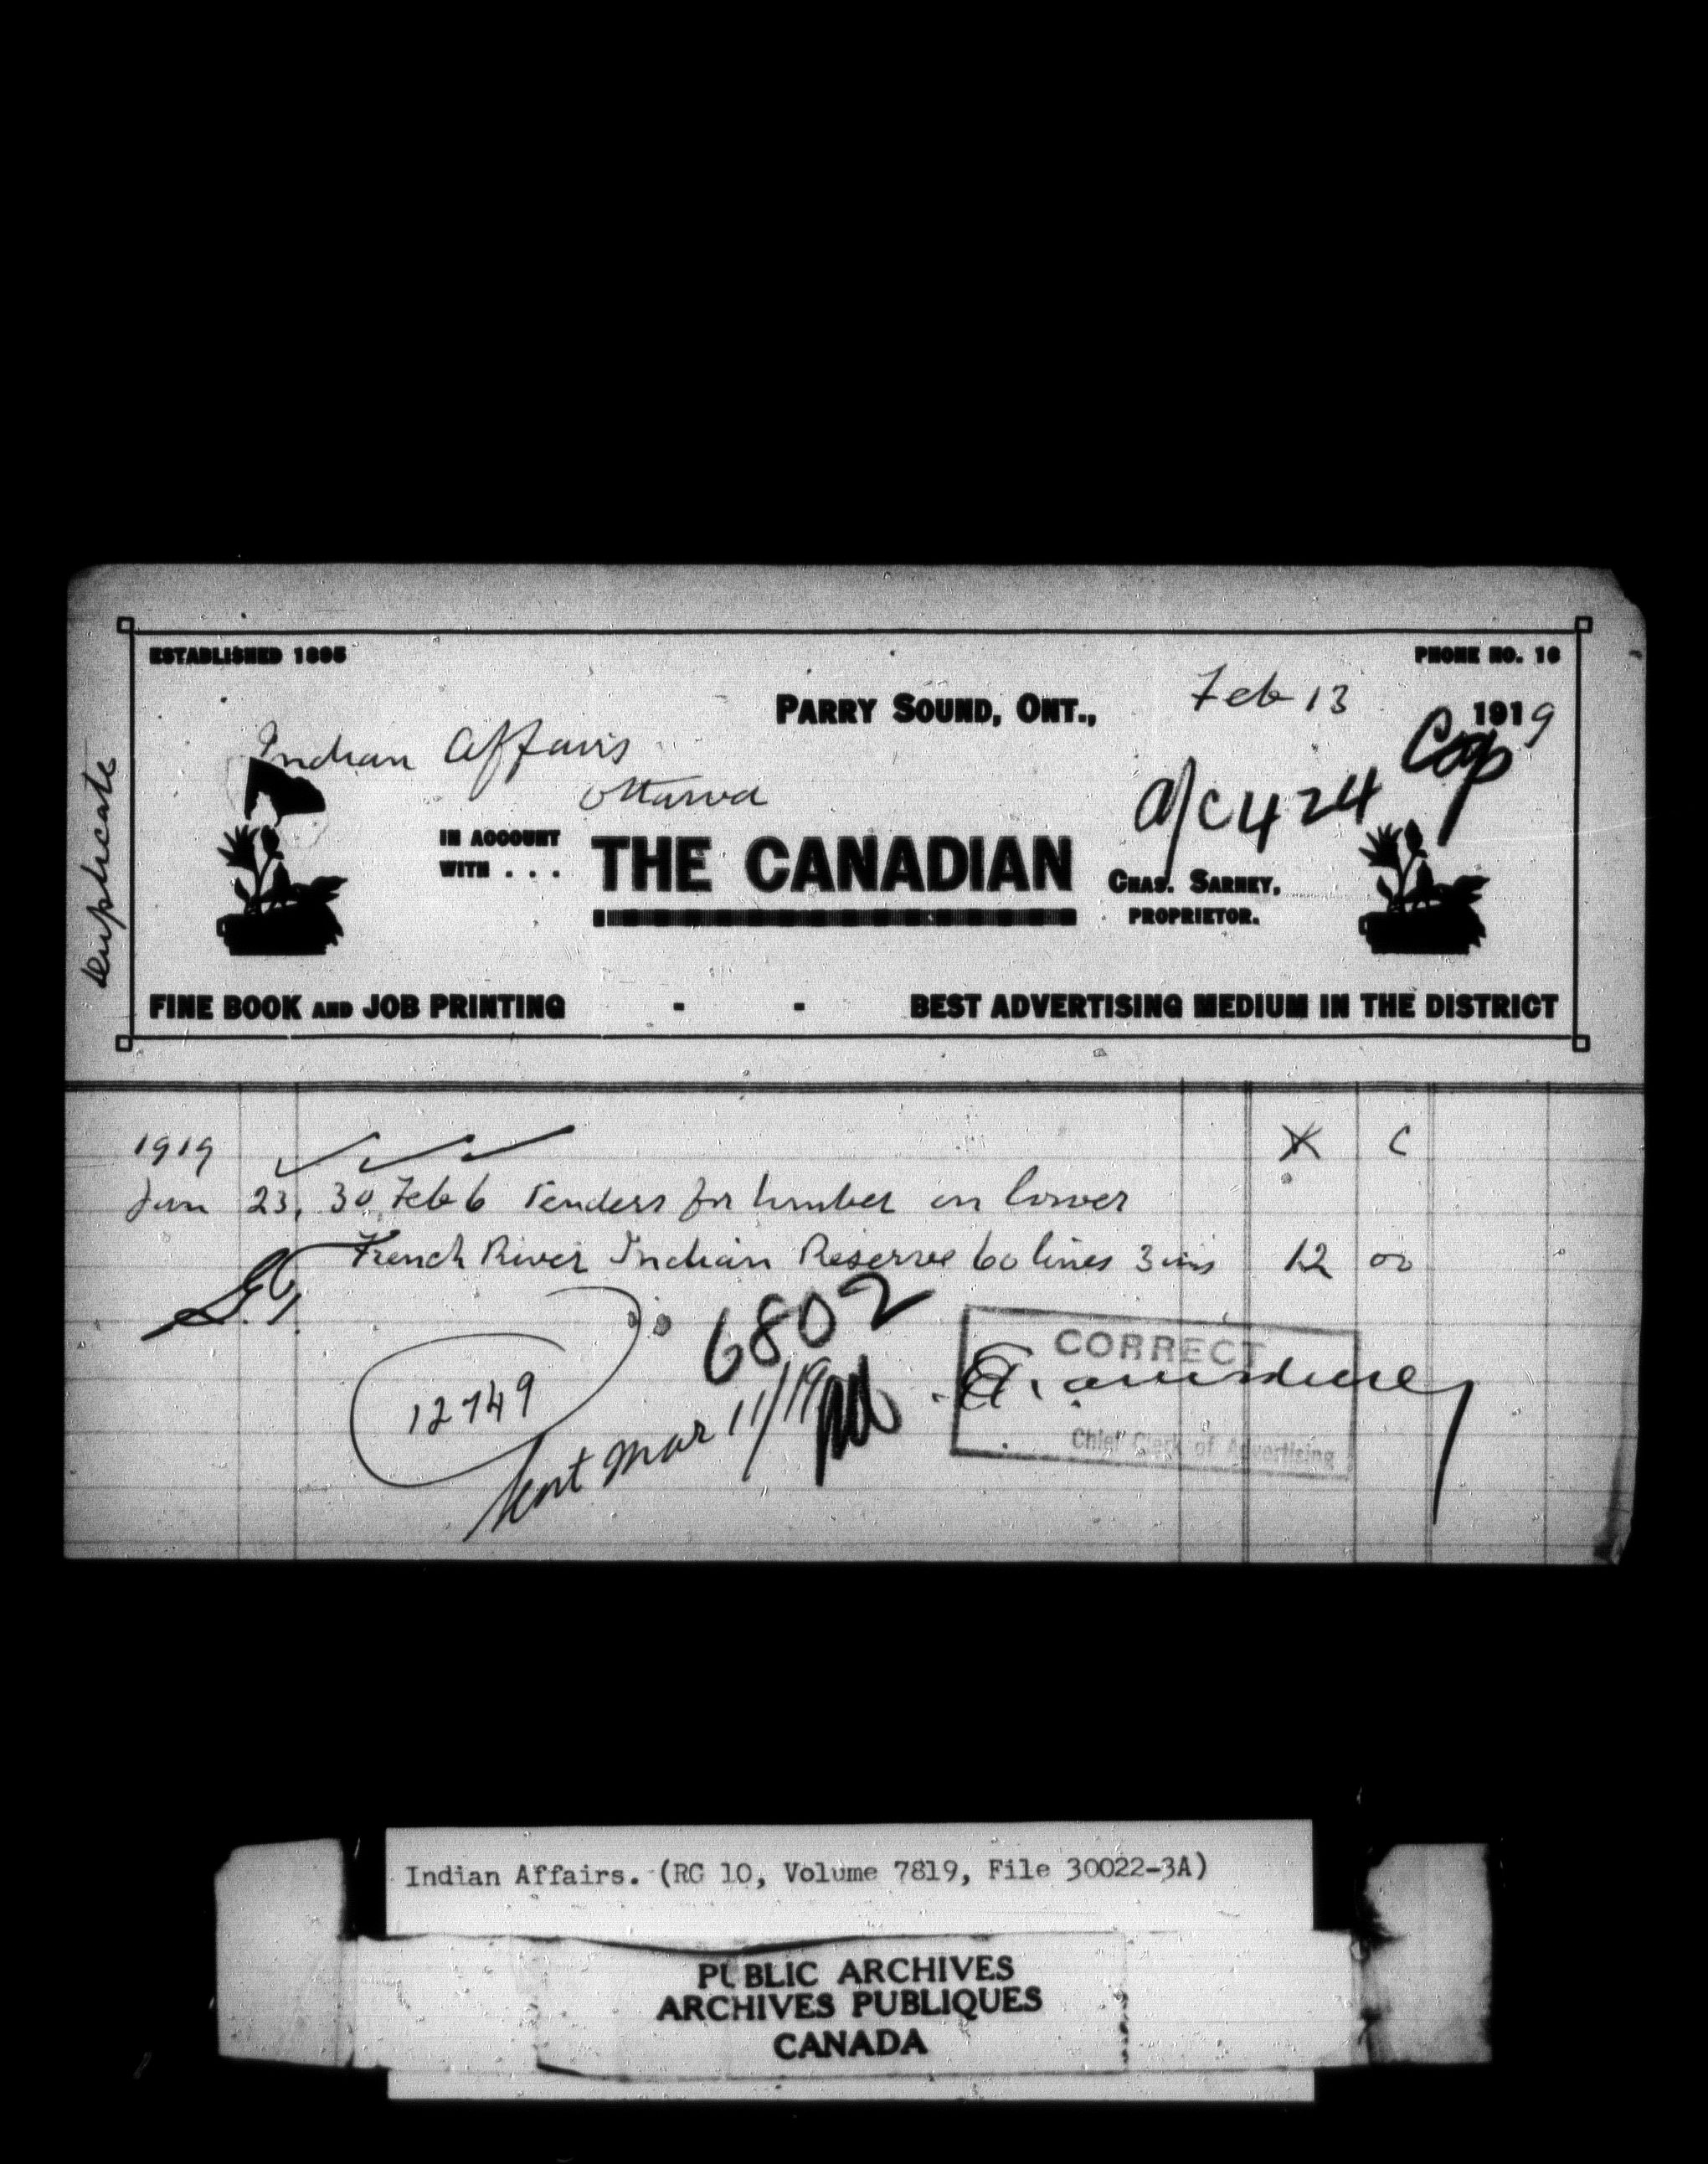 ESTABLISHED 1895
PHONE NO. 16
PARRY SOUND, ONT., Feb 13 1919
Indian Affairs
Ottawa
a/c 424
duplicate
IN ACCOUNT
WITH . . .
THE CANADIAN
CHAS. SARNEY,
PROPRIETOR.
FINE BOOK AND JOB PRINTING - - BEST ADVERTISING MEDIUM IN THE DISTRICT
1919 C
Jan 23, 30 Feb 6 Tenders for timber on lower
French River Indian Reserve 60 lines 3 ins 12 00
6802
12749
Sent Mar 11/19
CORRECT
Chief Clerk of Advertising
Indian Affairs. (RG 10, Volume 7819, File 30022-3A)
PUBLIC ARCHIVES
ARCHIVES PUBLIQUES
CANADA